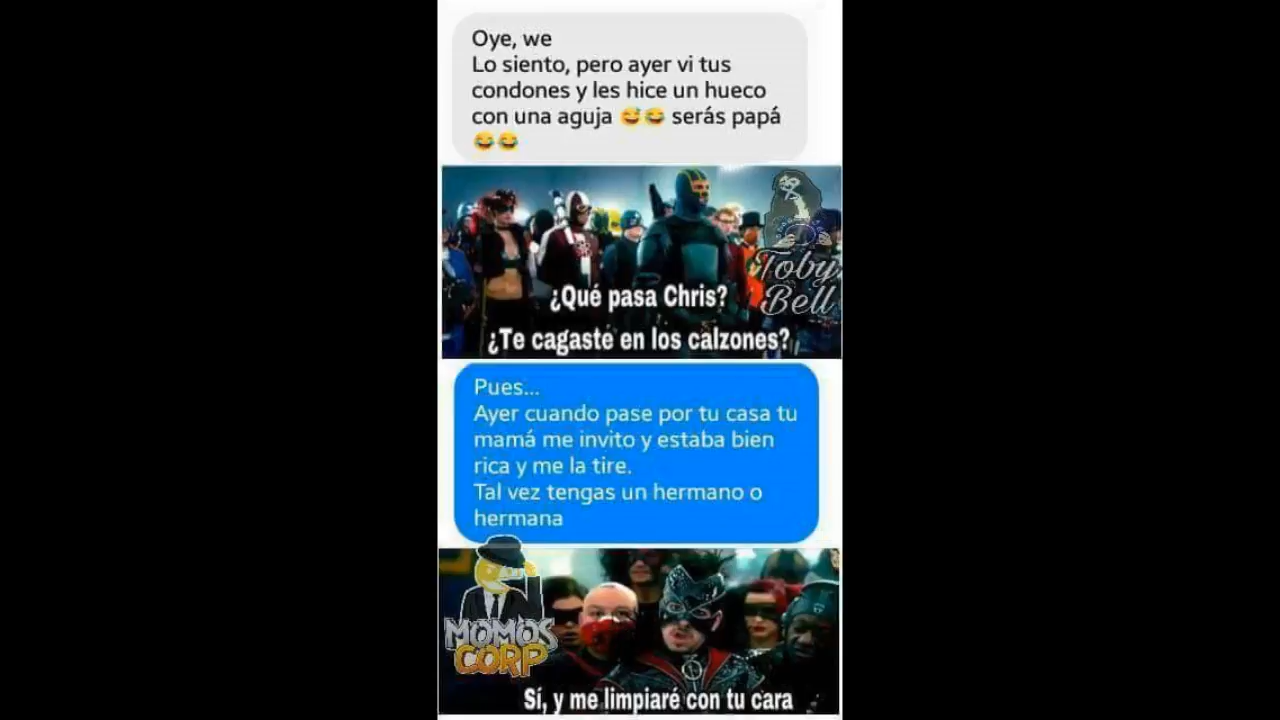 Oye, we
Lo siento, pero ayer vi tus
condones y les hice un hueco
con una aguja 😅😂 serás papá
😂😂
¿Qué pasa Chris?
¿Te cagaste en los calzones?
Toby
Bell
Pues...
Ayer cuando pase por tu casa tu
mamá me invito y estaba bien
rica y me la tire.
Tal vez tengas un hermano o
hermana
MOMOS
CORP
Sí, y me limpiaré con tu cara